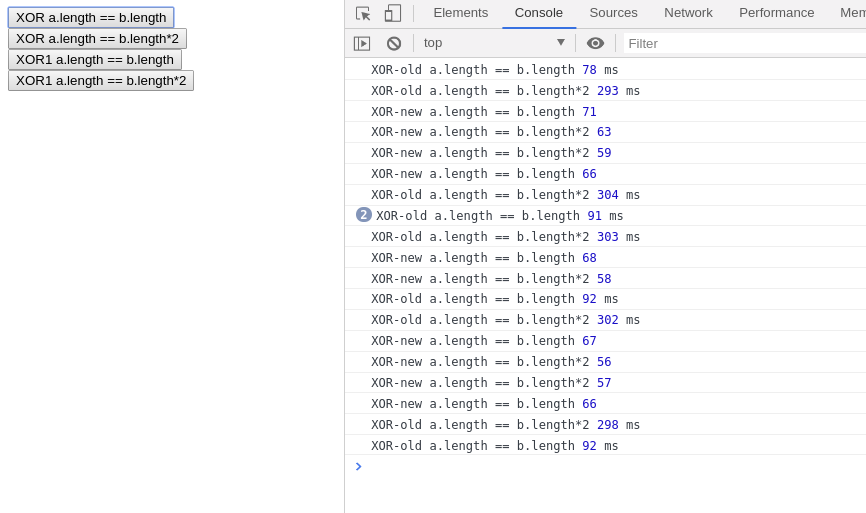 XOR a.length == b.length
XOR a.length == b.length*2
XOR1 a.length == b.length
XOR1 a.length == b.length*2
Elements Console Sources Network Performance Mem
top Filter
XOR-old a.length == b.length 78 ms
XOR-old a.length == b.length*2 293 ms
XOR-new a.length == b.length 71
XOR-new a.length == b.length*2 63
XOR-new a.length == b.length*2 59
XOR-new a.length == b.length 66
XOR-old a.length == b.length*2 304 ms
2 XOR-old a.length == b.length 91 ms
XOR-old a.length == b.length*2 303 ms
XOR-new a.length == b.length 68
XOR-new a.length == b.length*2 58
XOR-old a.length == b.length 92 ms
XOR-old a.length == b.length*2 302 ms
XOR-new a.length == b.length 67
XOR-new a.length == b.length*2 56
XOR-new a.length == b.length*2 57
XOR-new a.length == b.length 66
XOR-old a.length == b.length*2 298 ms
XOR-old a.length == b.length 92 ms